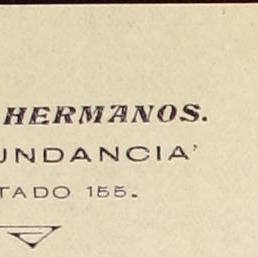 HERMANOS.
UNDANCIA'
TADO 155.